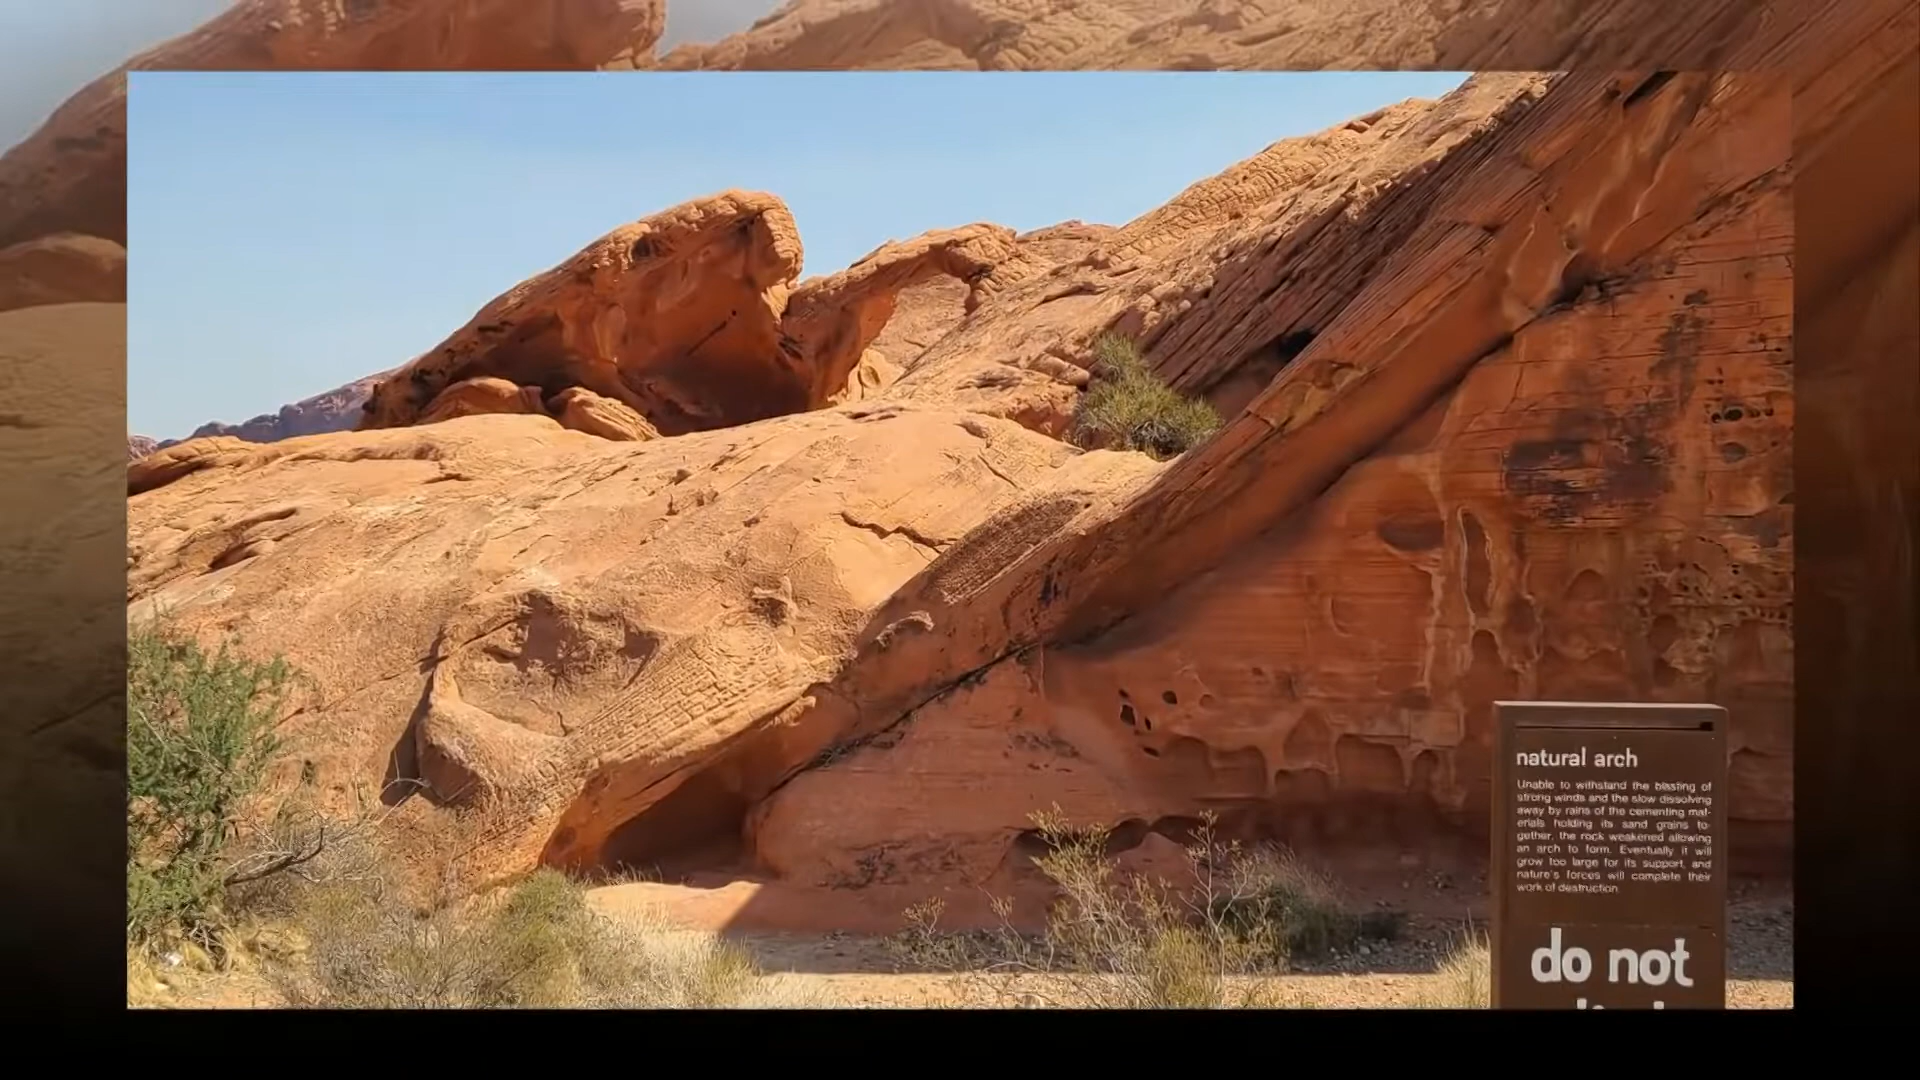 natural arch
Unable to withstand the blasting of
strong winds and the slow dissolving
away by rains of the cementing mat-
erials holding its sand grains to-
gether, the rock weakened allowing
an arch to form. Eventually it will
grow too large for its support, and
nature's forces will complete their
work of destruction.
do not